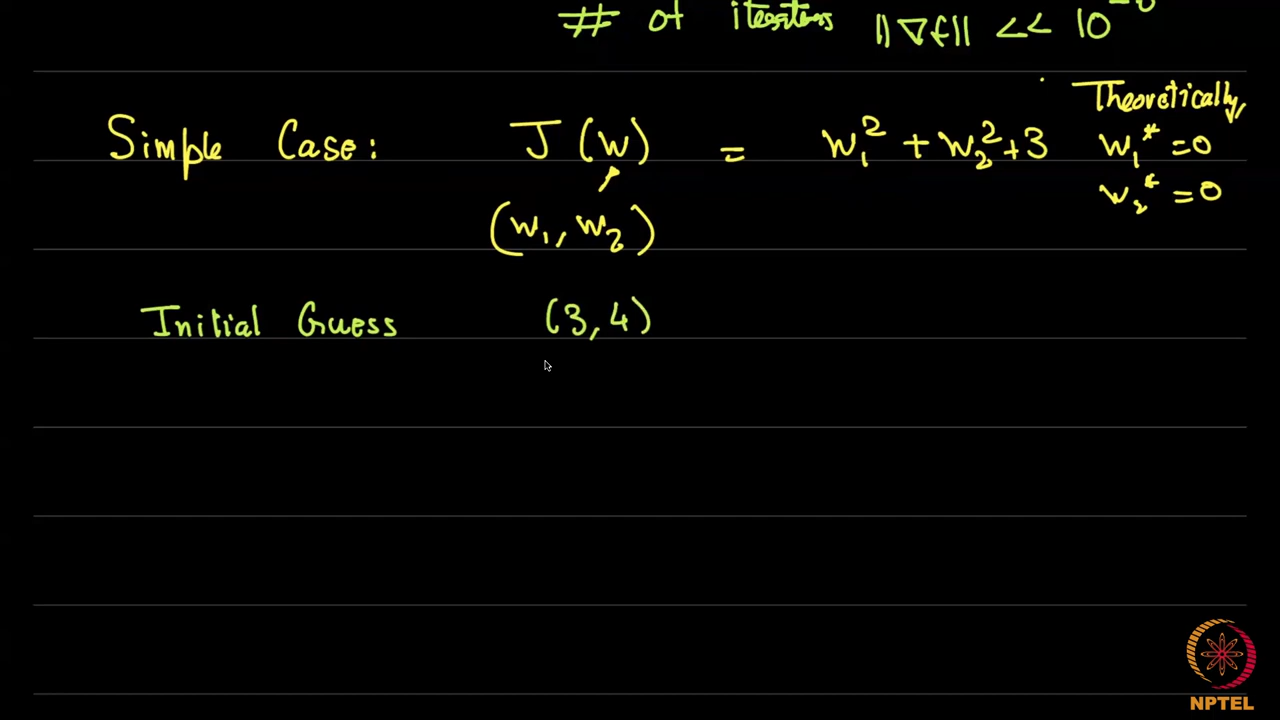 # of iterations ||∇f|| << 10
Theoretically,
Simple Case: J (w) = w₁² + w₂² + 3 w₁* = 0
w₂* = 0
(w₁, w₂)
Initial Guess (3, 4)
NPTEL